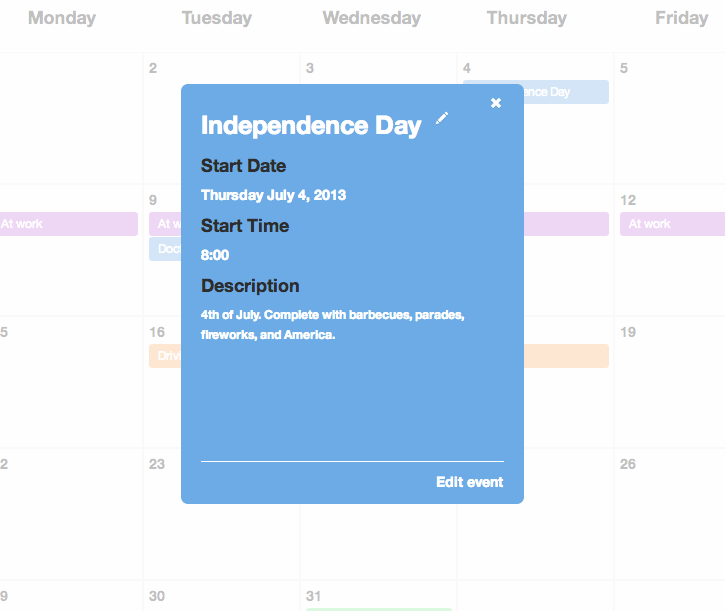 Monday Tuesday Wednesday Thursday Friday
2 3 4 5
ence Day
Independence Day
Start Date
Thursday July 4, 2013
Start Time
8:00
Description
4th of July. Complete with barbecues, parades,
fireworks, and America.
Edit event
9 12
At work At w At work
Doc
5 16 19
Driv
2 23 26
9 30 31